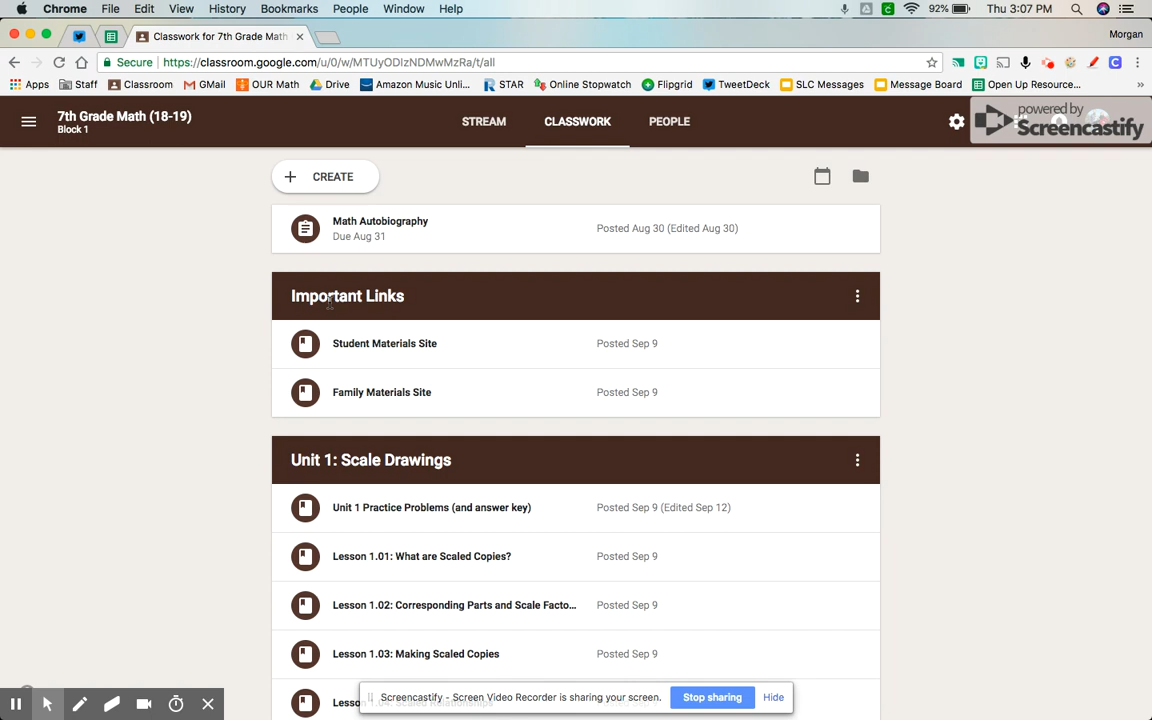 Chrome File Edit View History Bookmarks People Window Help 92% Thu 3:07 PM
Classwork for 7th Grade Math Morgan
Secure https://classroom.google.com/u/0/w/MTUyODIzNDMwMzRa/t/all
Apps Staff Classroom GMail OUR Math Drive Amazon Music Unli... STAR Online Stopwatch Flipgrid TweetDeck SLC Messages Message Board Open Up Resource... »
7th Grade Math (18-19)
Block 1
STREAM CLASSWORK PEOPLE
powered by
Screencastify
+ CREATE
Math Autobiography Posted Aug 30 (Edited Aug 30)
Due Aug 31
Important Links
Student Materials Site Posted Sep 9
Family Materials Site Posted Sep 9
Unit 1: Scale Drawings
Unit 1 Practice Problems (and answer key) Posted Sep 9 (Edited Sep 12)
Lesson 1.01: What are Scaled Copies? Posted Sep 9
Lesson 1.02: Corresponding Parts and Scale Facto... Posted Sep 9
Lesson 1.03: Making Scaled Copies Posted Sep 9
Lesson 1.04: Scaled Relationships
Screencastify - Screen Video Recorder is sharing your screen. Stop sharing Hide